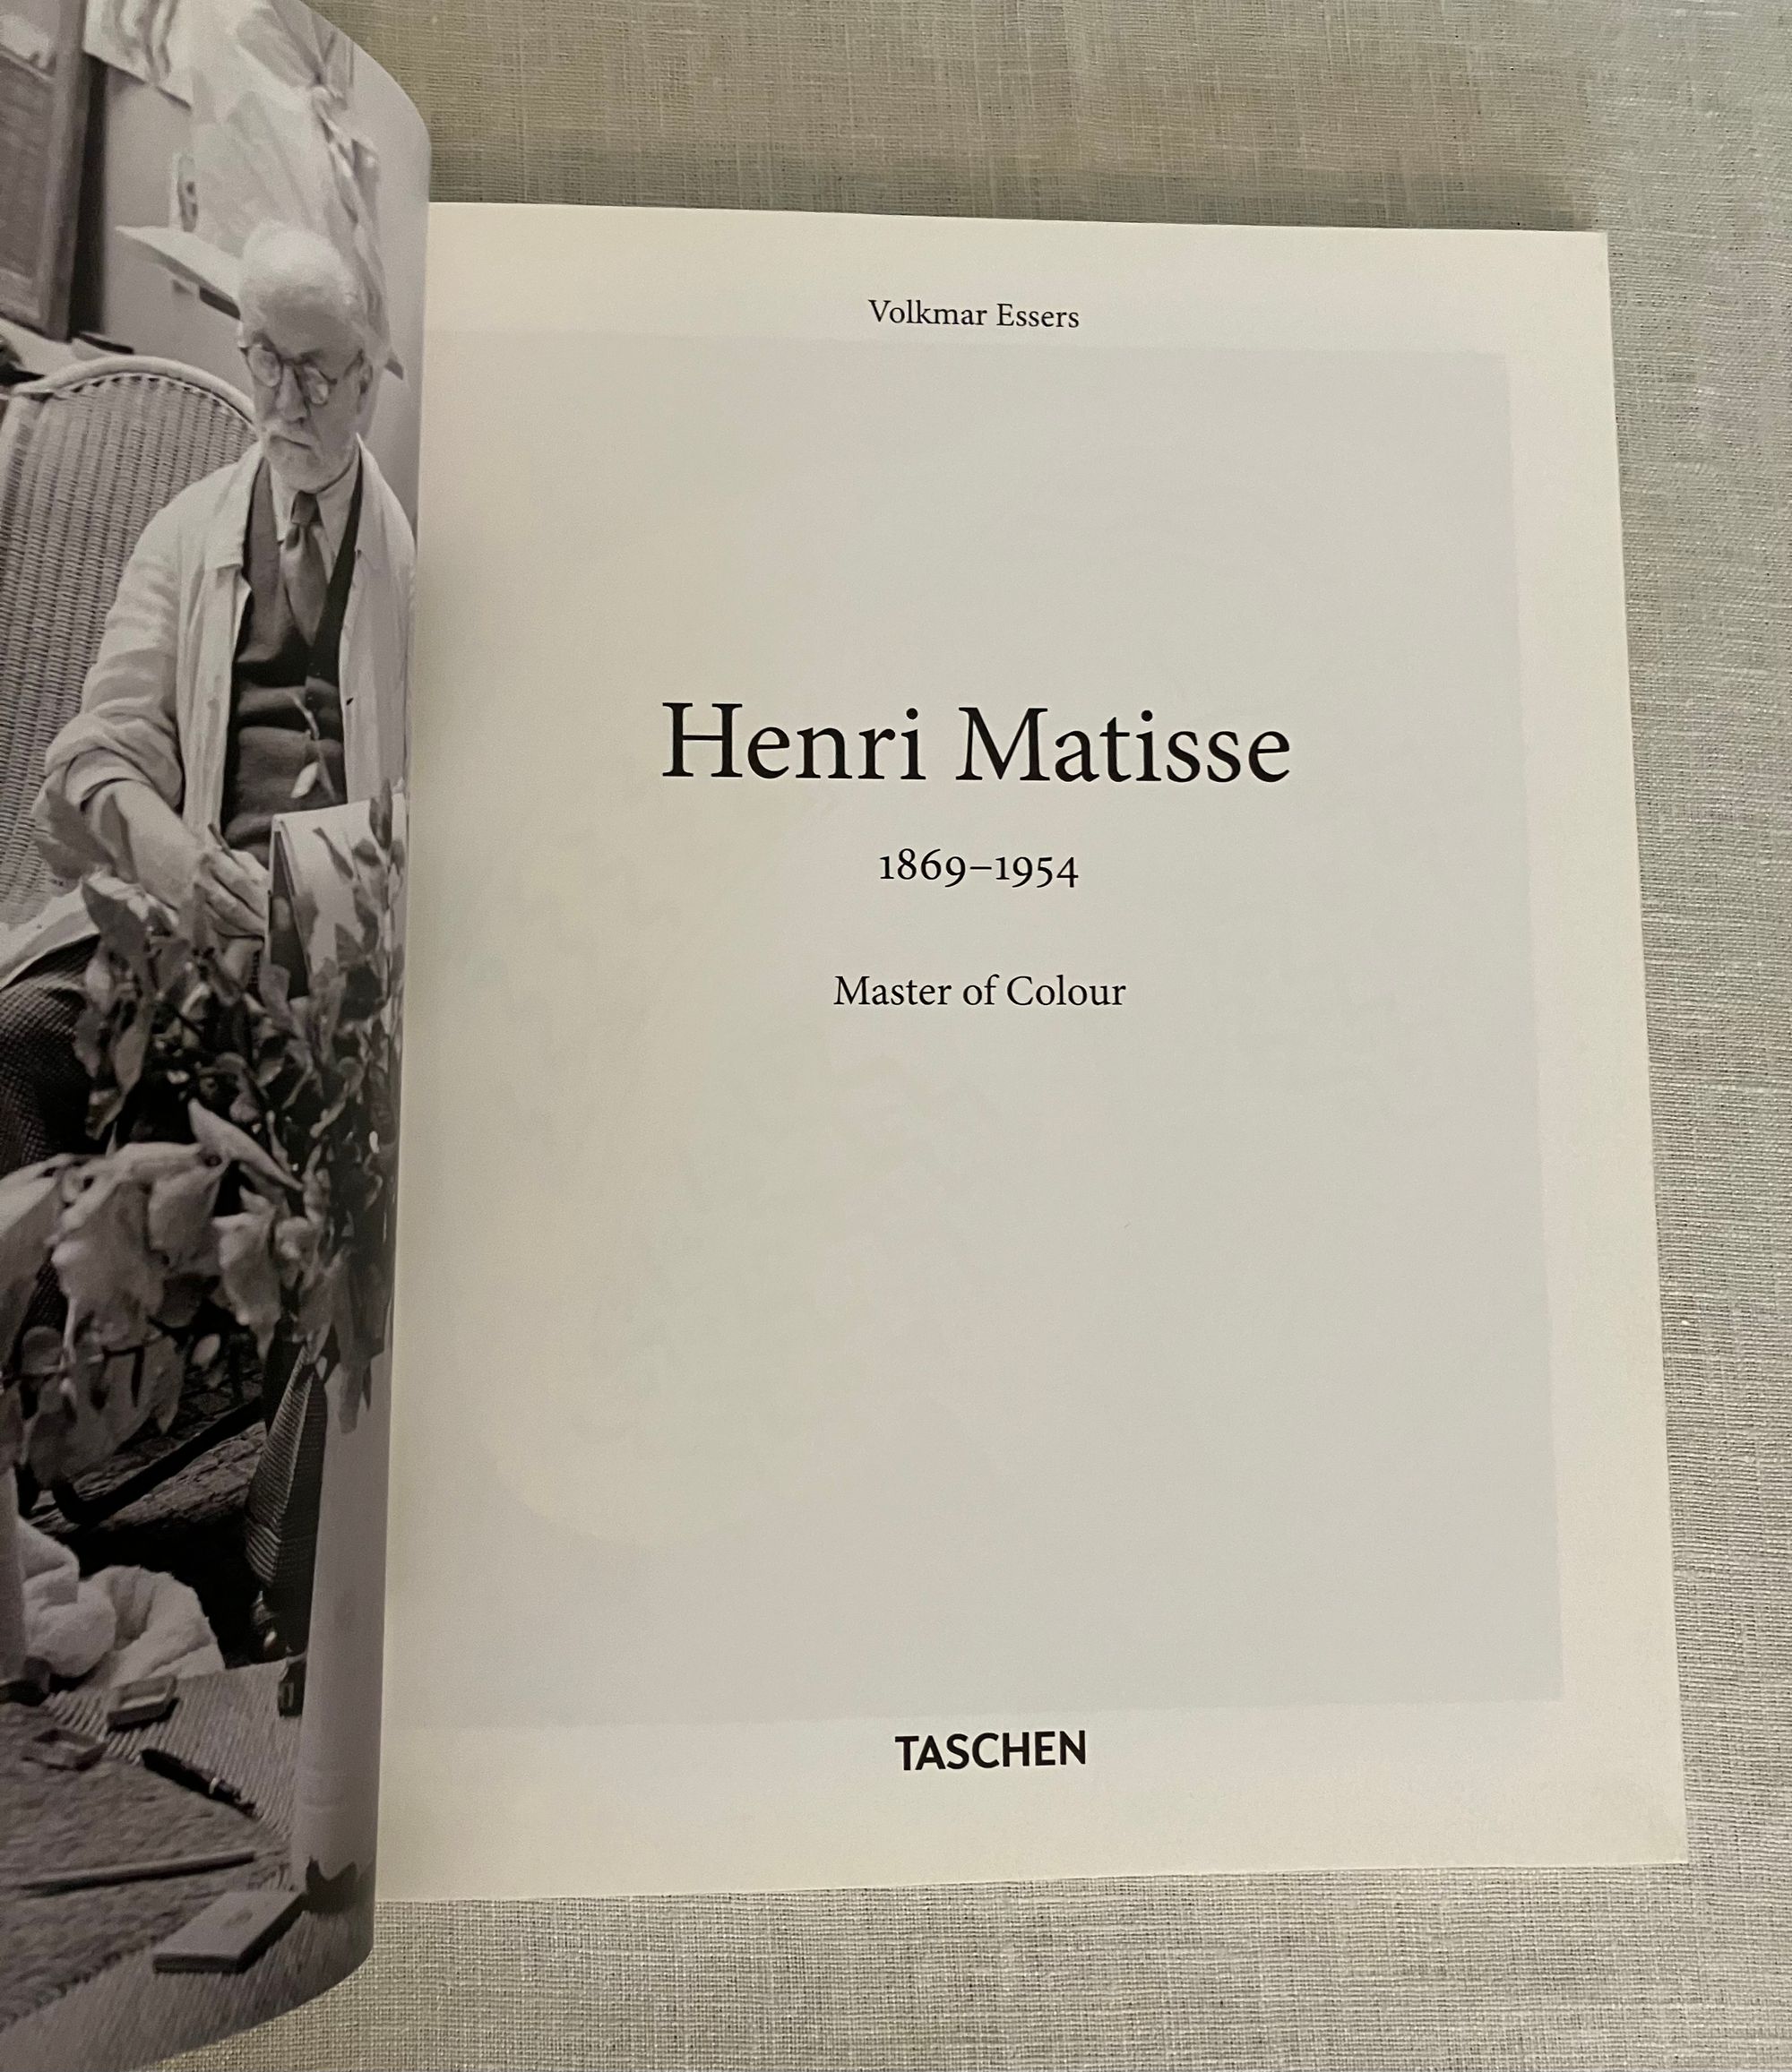 Volkmar Essers
Henri Matisse
1869–1954
Master of Colour
TASCHEN